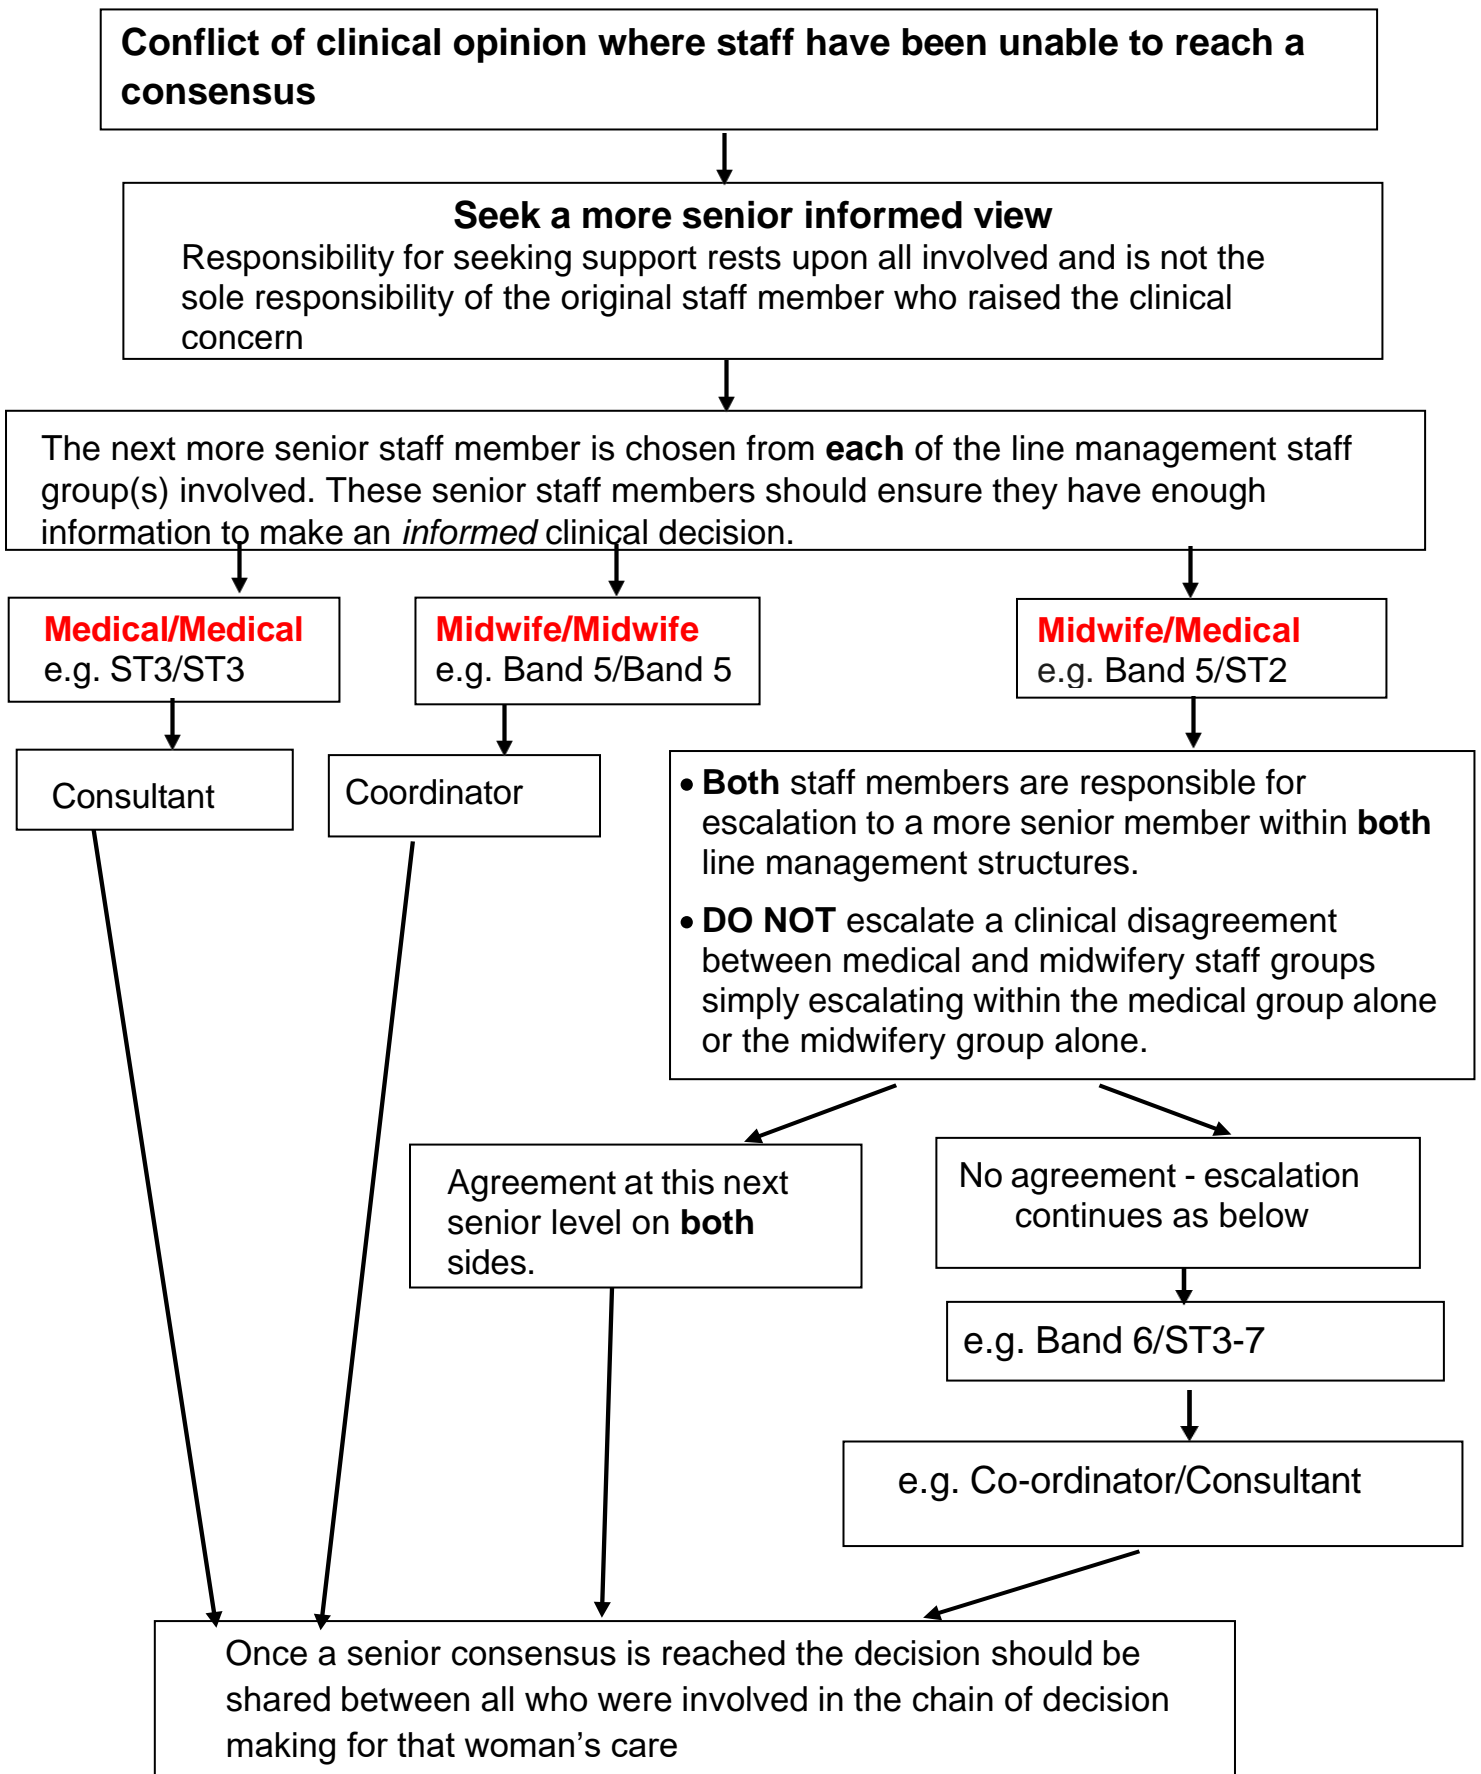 Conflict of clinical opinion where staff have been unable to reach a
consensus
Seek a more senior informed view
Responsibility for seeking support rests upon all involved and is not the
sole responsibility of the original staff member who raised the clinical
concern
The next more senior staff member is chosen from each of the line management staff
group(s) involved. These senior staff members should ensure they have enough
information to make an informed clinical decision.
Medical/Medical
e.g. ST3/ST3
Midwife/Midwife
e.g. Band 5/Band 5
Midwife/Medical
e.g. Band 5/ST2
Consultant
Coordinator
• Both staff members are responsible for
escalation to a more senior member within both
line management structures.
• DO NOT escalate a clinical disagreement
between medical and midwifery staff groups
simply escalating within the medical group alone
or the midwifery group alone.
Agreement at this next
senior level on both
sides.
No agreement - escalation
continues as below
e.g. Band 6/ST3-7
e.g. Co-ordinator/Consultant
Once a senior consensus is reached the decision should be
shared between all who were involved in the chain of decision
making for that woman's care